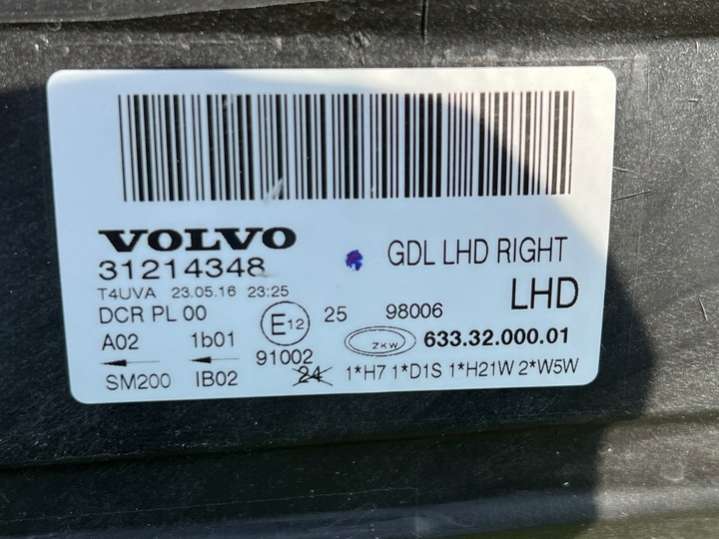 VOLVO
31214348
GDL LHD RIGHT
T4UVA 23.05.16 23:25
LHD
DCR PL 00
E12
25
98006
A02 1b01
91002
ZKW
633.32.000.01
SM200 IB02
24
1*H7 1*D1S 1*H21W 2*W5W